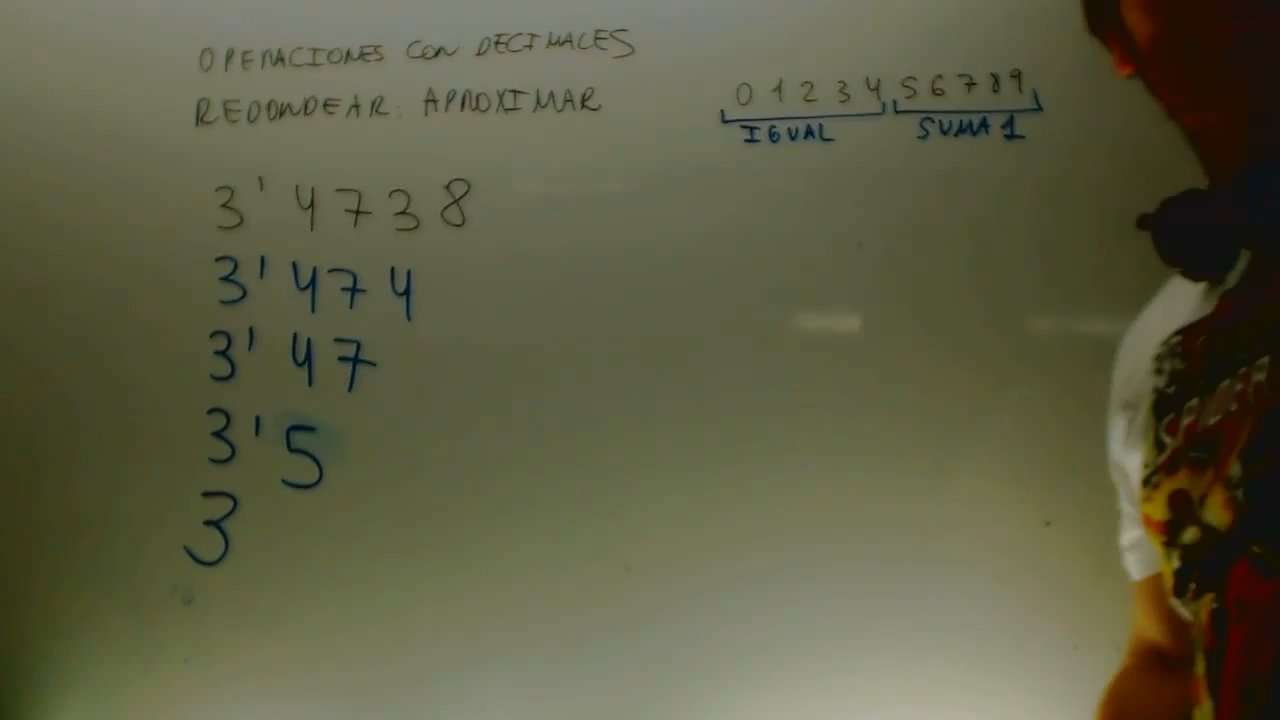 OPERACIONES CON DECIMALES
REDONDEAR: APROXIMAR
0 1 2 3 4 5 6 7 8 9
IGUAL SUMA 1
3'4738
3'474
3'47
3'5
3